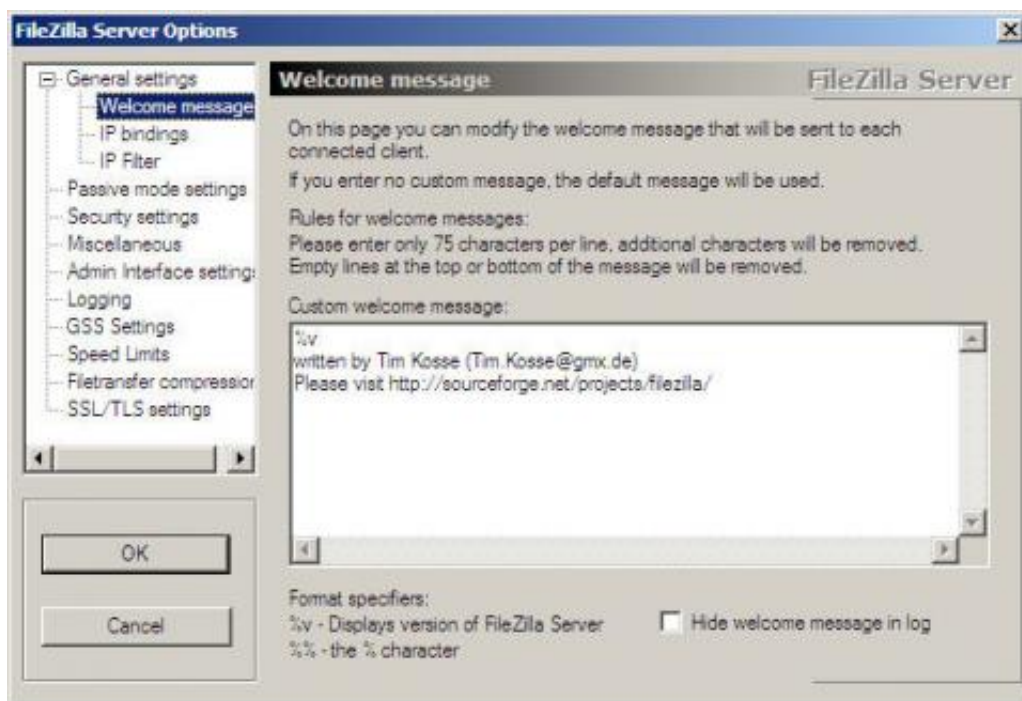 FileZilla Server Options
General settings
Welcome message
IP bindings
IP Filter
Passive mode settings
Security settings
Miscellaneous
Admin Interface setting
Logging
GSS Settings
Speed Limits
Filetransfer compression
SSL/TLS settings
OK
Cancel
Welcome message
FileZilla Server
On this page you can modify the welcome message that will be sent to each
connected client.
If you enter no custom message, the default message will be used.
Rules for welcome messages:
Please enter only 75 characters per line, additional characters will be removed.
Empty lines at the top or bottom of the message will be removed.
Custom welcome message:
%v
written by Tim Kosse (Tim.Kosse@gmx.de)
Please visit http://sourceforge.net/projects/filezilla/
Format specifiers:
%v - Displays version of FileZilla Server
%% - the % character
Hide welcome message in log